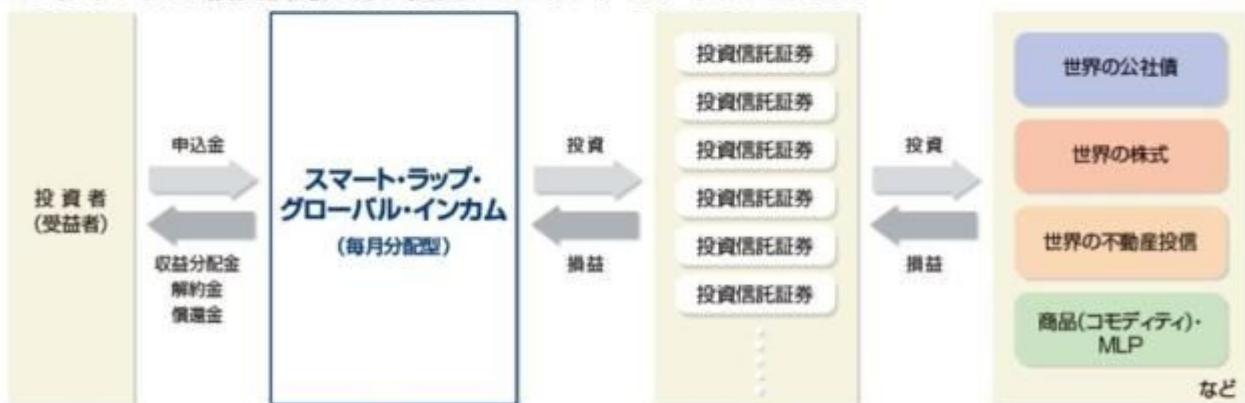 投資者
(受益者)
申込金
収益分配金
解約金
償還金
スマート・ラップ・
グローバル・インカム
(毎月分配型)
投資
損益
投資信託証券
投資信託証券
投資信託証券
投資信託証券
投資信託証券
投資信託証券
投資
損益
世界の公社債
世界の株式
世界の不動産投信
商品(コモディティ)・
MLP
など